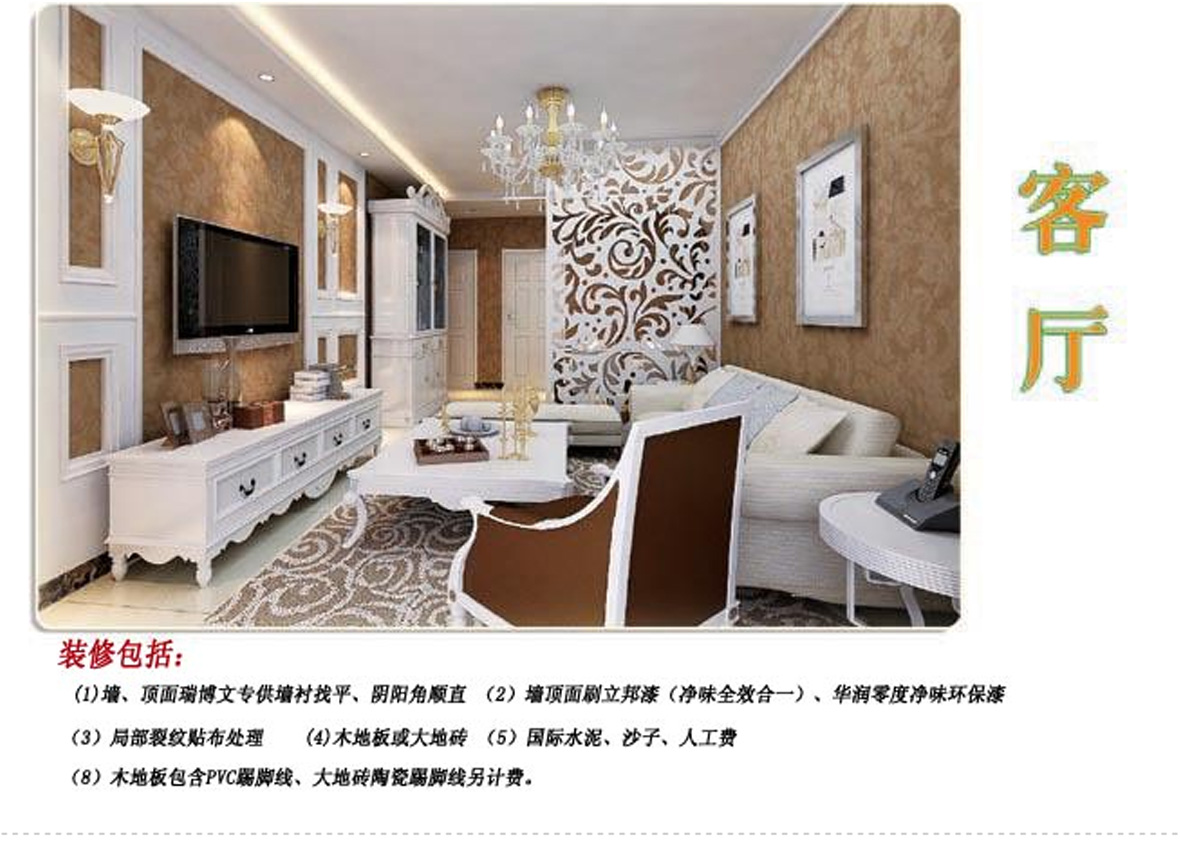 客
厅
装修包括：
(1)墙、顶面瑞博文专供墙衬找平、阴阳角顺直 （2）墙顶面刷立邦漆（净味全效合一）、华润零度净味环保漆
（3）局部裂纹贴布处理 (4)木地板或大地砖 （5）国际水泥、沙子、人工费
（8）木地板包含PVC踢脚线、大地砖陶瓷踢脚线另计费。